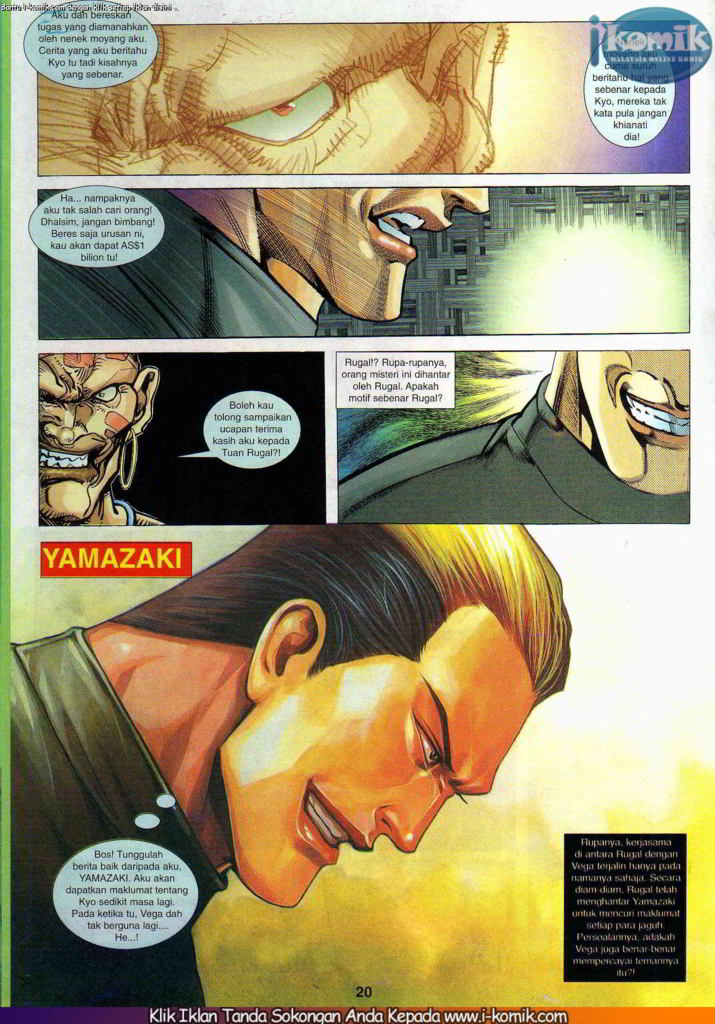 Aku dah bereskan
tugas yang diamanahkan
oleh nenek moyang aku.
Cerita yang aku beritahu
Kyo tu tadi kisahnya
yang sebenar.
i komik
MALAYSIA ONLINE KOMIK
moyang aku
cuma suruh
beritahu hal yang
sebenar kepada
Kyo, mereka tak
kata pula jangan
khianati
dia!
Ha... nampaknya
aku tak salah cari orang!
Dhalsim, jangan bimbang!
Beres saja urusan ni,
kau akan dapat AS$1
bilion tu!
Boleh kau
tolong sampaikan
ucapan terima
kasih aku kepada
Tuan Rugal?!
Rugal!? Rupa-rupanya,
orang misteri ini dihantar
oleh Rugal. Apakah
motif sebenar Rugal?
YAMAZAKI
Bos! Tunggulah
berita baik daripada aku,
YAMAZAKI. Aku akan
dapatkan maklumat tentang
Kyo sedikit masa lagi.
Pada ketika tu, Vega dah
tak berguna lagi....
He...!
Rupanya, kerjasama
di antara Rugal dengan
Vega terjalin hanya pada
namanya sahaja. Secara
diam-diam, Rugal telah
menghantar Yamazaki
untuk mencuri maklumat
setiap para jaguh.
Persoalannya, adakah
Vega juga benar-benar
mempercayai temannya
itu?!
20
Klik Iklan Tanda Sokongan Anda Kepada www.i-komik.com